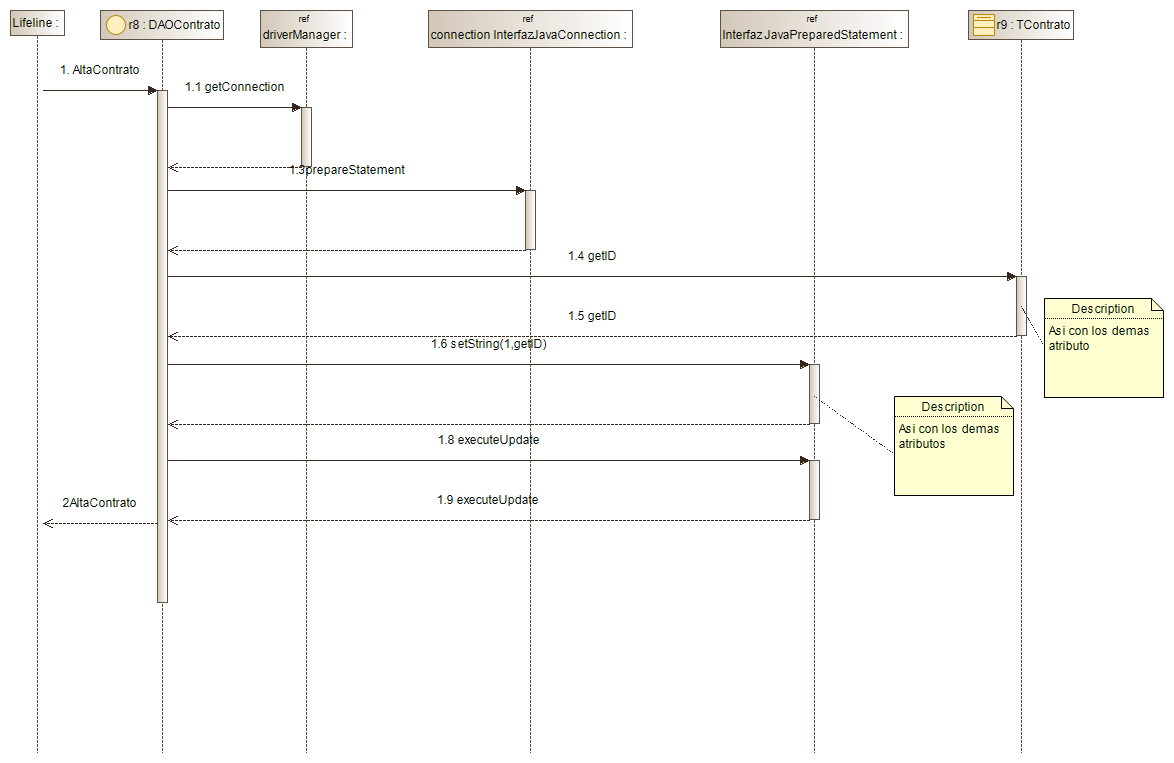 Lifeline :
r8 : DAOContrato
ref
driverManager :
ref
connection InterfazJavaConnection :
ref
InterfazJavaPreparedStatement :
r9 : TContrato
1. AltaContrato
1.1 getConnection
1.3prepareStatement
1.4 getID
Description
Asi con los demas
atributo
1.5 getID
1.6 setString(1,getID)
Description
Asi con los demas
atributos
1.8 executeUpdate
1.9 executeUpdate
2AltaContrato